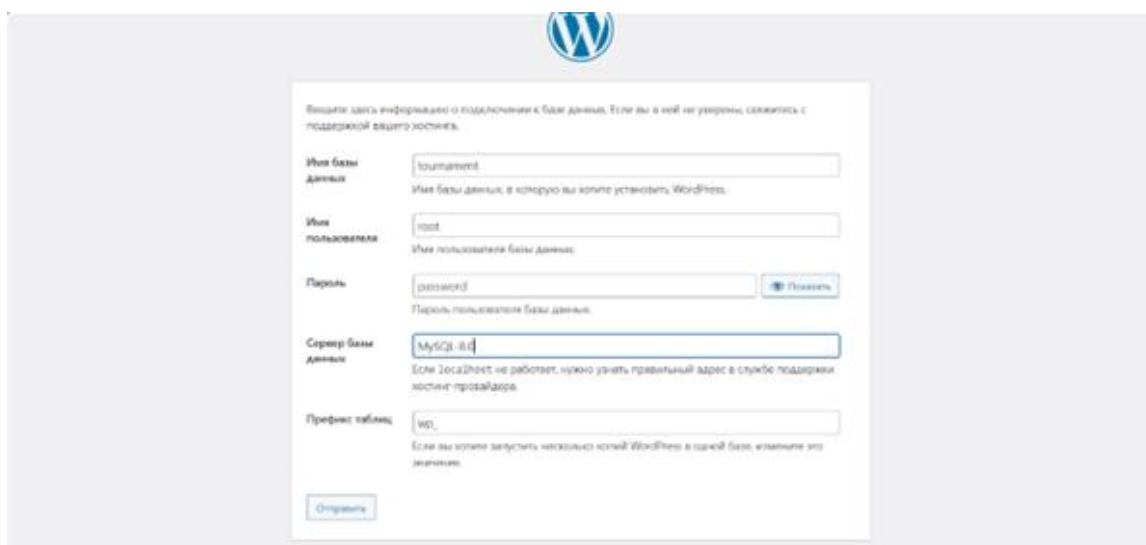 Введите здесь информацию о подключении к базе данных. Если вы в ней не уверены, свяжитесь с
поддержкой вашего хостинга.
Имя базы
данных
tournament
Имя базы данных, в которую вы хотите установить WordPress.
Имя
пользователя
root
Имя пользователя базы данных.
Пароль
password
Показать
Пароль пользователя базы данных.
Сервер базы
данных
MySQL-8.0
Если localhost не работает, нужно узнать правильный адрес в службе поддержки
хостинг-провайдера.
Префикс таблиц
wp_
Если вы хотите запустить несколько копий WordPress в одной базе, измените это
значение.
Отправить